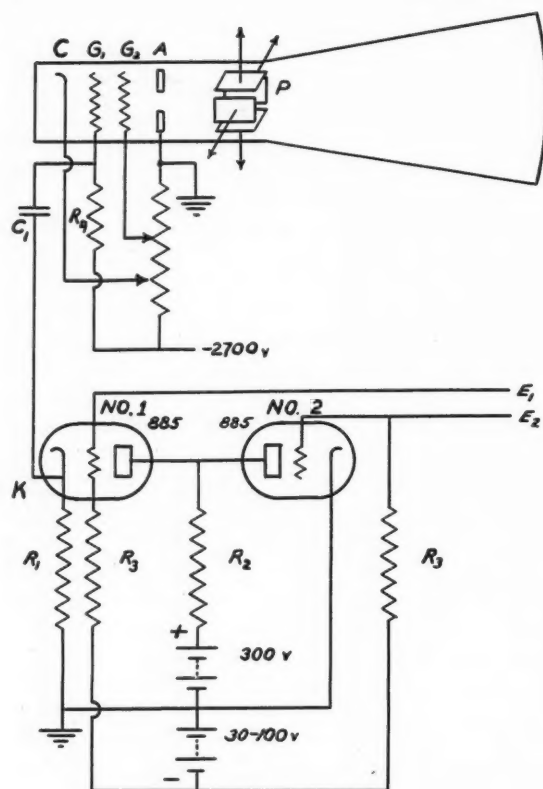 C G₁ G₂ A
P
C₁
R₄
-2700 v
E₁
NO. 1 885 885 NO. 2
E₂
K
R₁ R₃ R₂ R₃
+
300 v
30-100 v
-